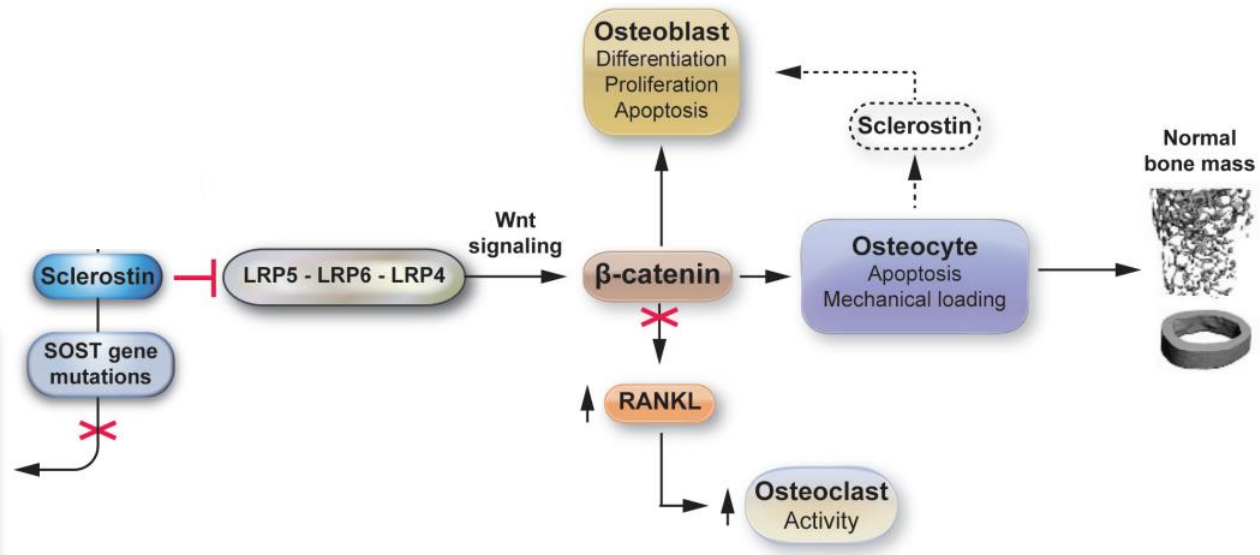 Osteoblast
Differentiation
Proliferation
Apoptosis
Sclerostin
Normal
bone mass
Wnt
signaling
Sclerostin
LRP5 - LRP6 - LRP4
β-catenin
Osteocyte
Apoptosis
Mechanical loading
SOST gene
mutations
RANKL
Osteoclast
Activity